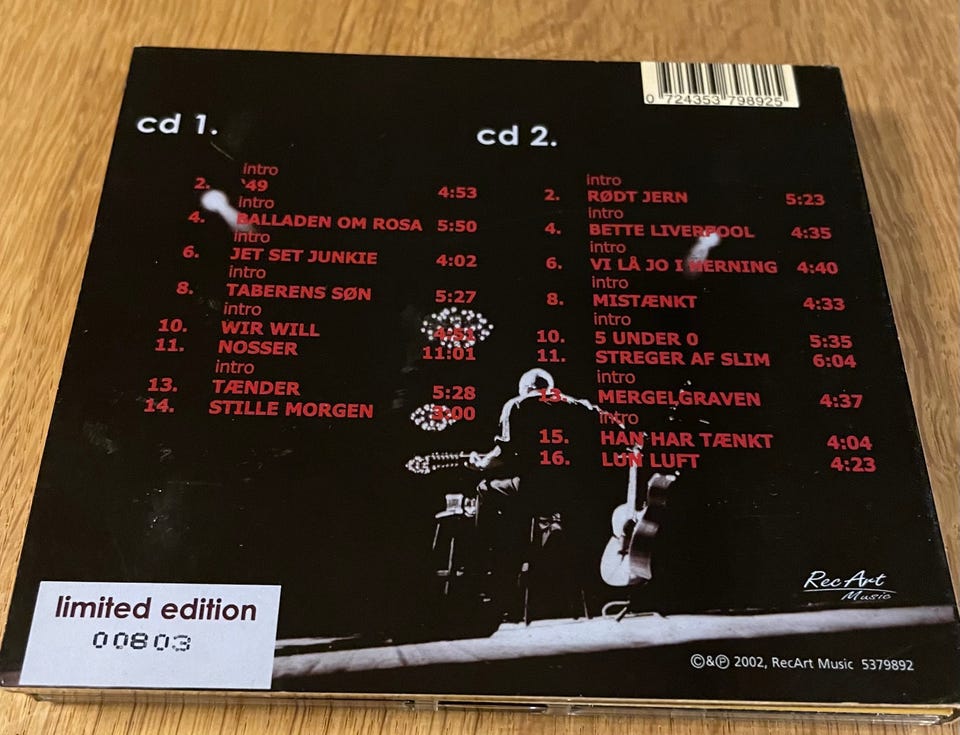 0 724353 798925
cd 1.
intro
2. '49 4:53
intro
4. BALLADEN OM ROSA 5:50
intro
6. JET SET JUNKIE 4:02
intro
8. TABERENS SØN 5:27
intro
10. WIR WILL 4:51
11. NOSSER 11:01
intro
13. TÆNDER 5:28
14. STILLE MORGEN 3:00
cd 2.
intro
2. RØDT JERN 5:23
intro
4. BETTE LIVERPOOL 4:35
intro
6. VI LÅ JO I HERNING 4:40
intro
8. MISTÆNKT 4:33
intro
10. 5 UNDER 0 5:35
11. STREGER AF SLIM 6:04
intro
13. MERGELGRAVEN 4:37
intro
15. HAN HAR TÆNKT 4:04
16. LUN LUFT 4:23
RecArt
Music
limited edition
00803
©&℗ 2002, RecArt Music 5379892